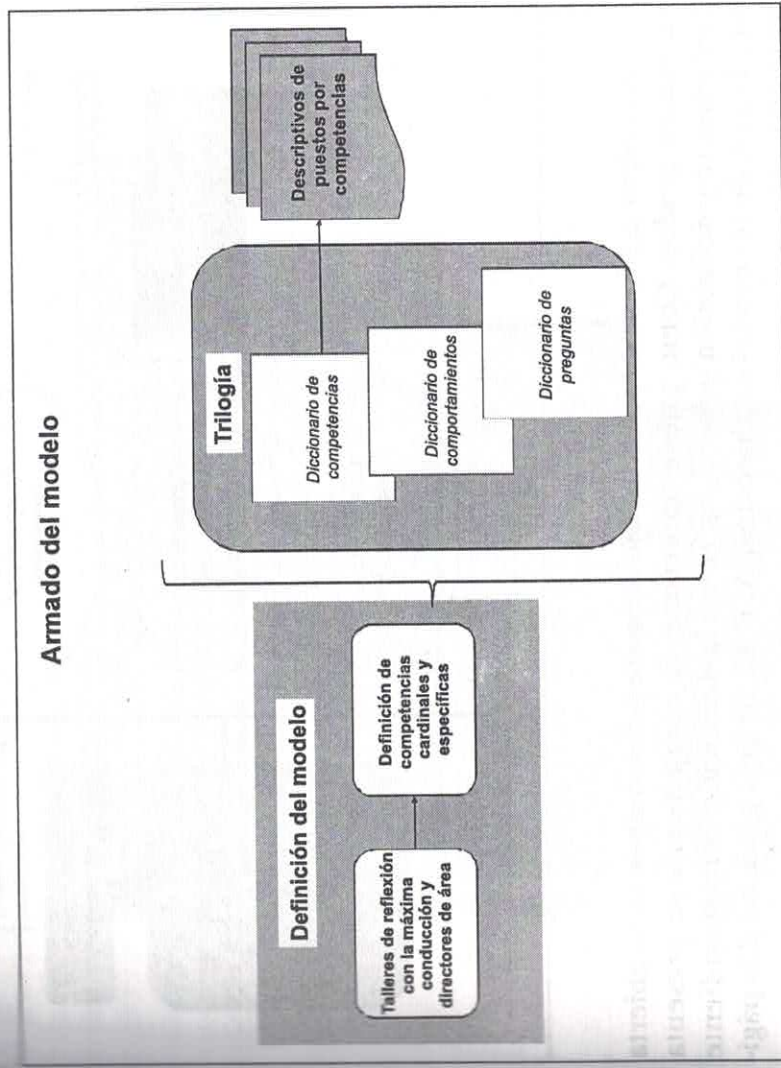 Armado del modelo
Definición del modelo
Talleres de reflexión
con la máxima
conducción y
directores de área
Definición de
competencias
cardinales y
específicas
Trilogía
Diccionario de
competencias
Diccionario de
comportamientos
Diccionario de
preguntas
Descriptivos de
puestos por
competencias